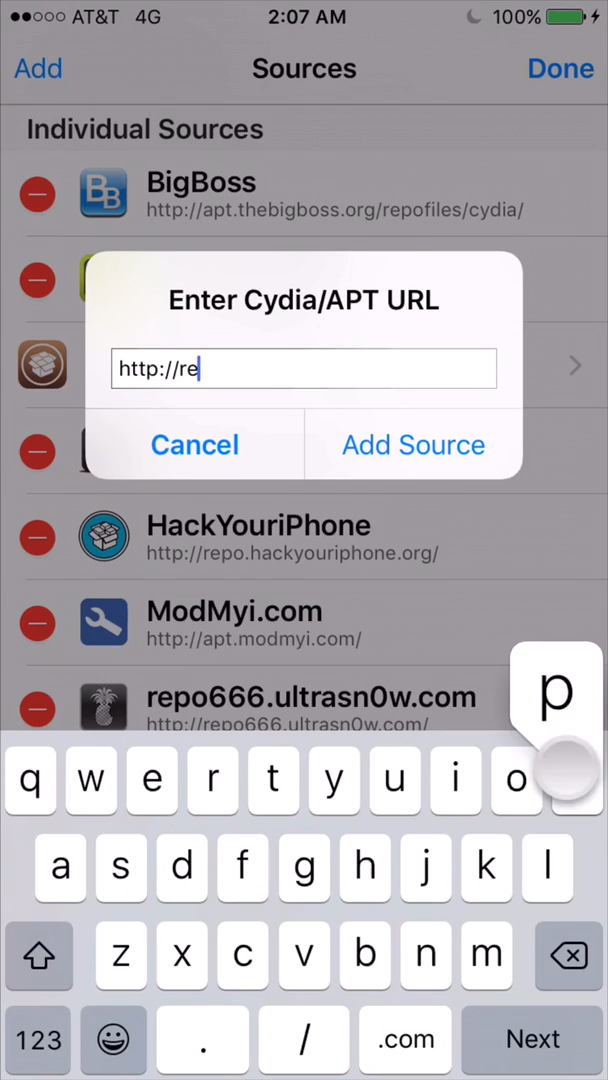 AT&T 4G 2:07 AM 100%
Add Sources Done
Individual Sources
BB
BigBoss
http://apt.thebigboss.org/repofiles/cydia/
Enter Cydia/APT URL
http://re
Cancel Add Source
HackYouriPhone
http://repo.hackyouriphone.org/
ModMyi.com
http://apt.modmyi.com/
repo666.ultrasn0w.com
http://repo666.ultrasn0w.com/
p
q w e r t y u i o
a s d f g h j k l
z x c v b n m
123 . / .com Next